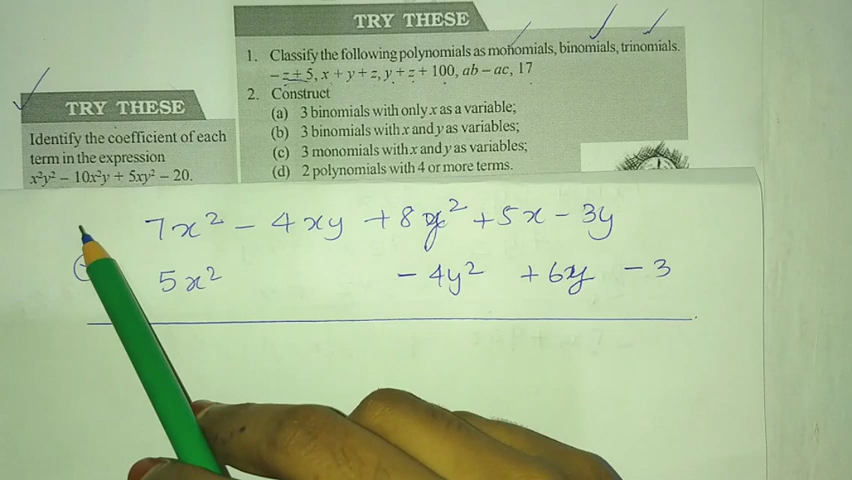 TRY THESE
1. Classify the following polynomials as monomials, binomials, trinomials.
– z + 5, x + y + z, y + z + 100, ab – ac, 17
2. Construct
(a) 3 binomials with only x as a variable;
(b) 3 binomials with x and y as variables;
(c) 3 monomials with x and y as variables;
(d) 2 polynomials with 4 or more terms.
TRY THESE
Identify the coefficient of each
term in the expression
x²y² – 10x²y + 5xy² – 20.
7x² - 4xy + 8y² + 5x - 3y
5x² - 4y² + 6y - 3